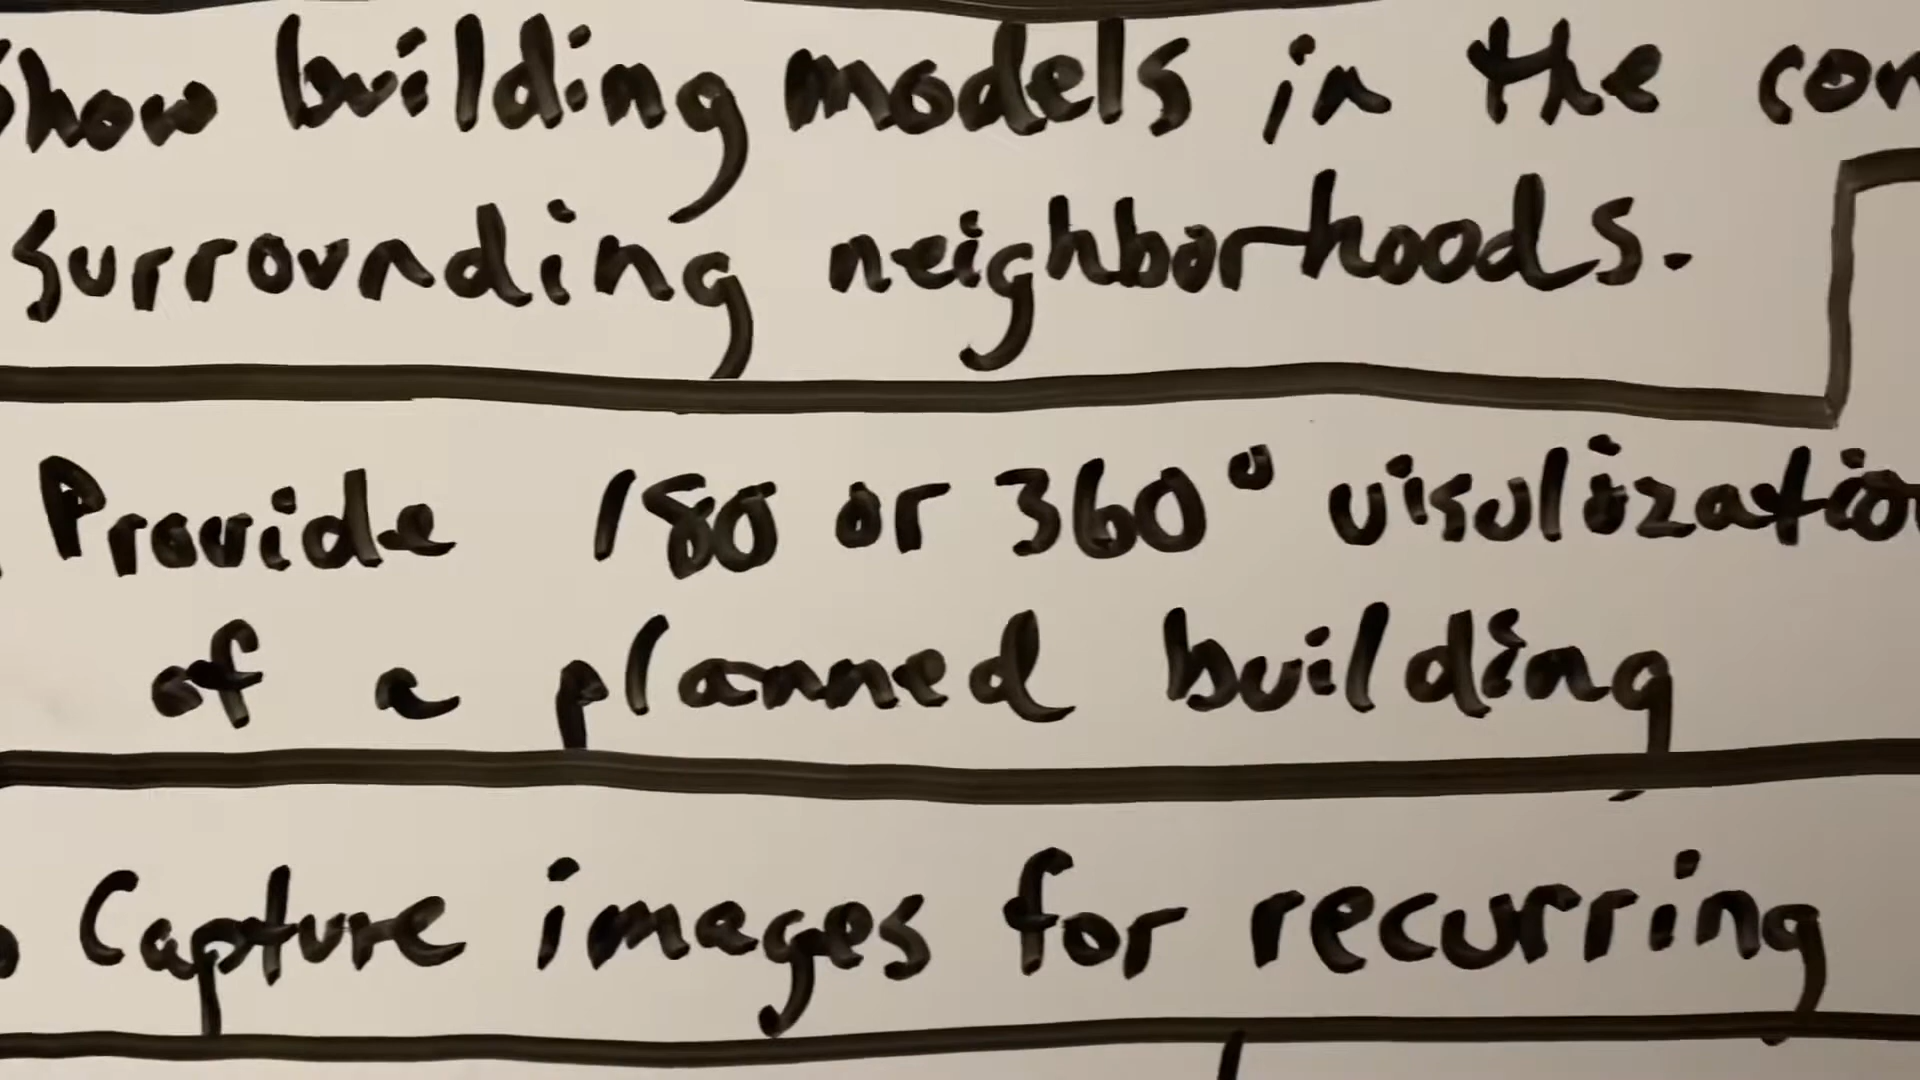 Show building models in the con
surrounding neighborhoods.
Provide 180 or 360° visulization
of a planned building
Capture images for recurring